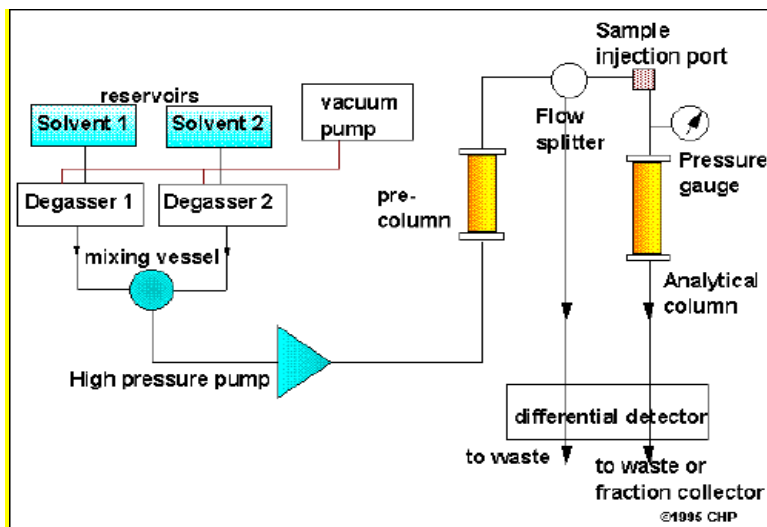 Sample
injection port
reservoirs
Solvent 1
Solvent 2
vacuum
pump
Flow
splitter
Pressure
gauge
pre-
column
Degasser 1
Degasser 2
mixing vessel
Analytical
column
High pressure pump
differential detector
to waste
to waste or
fraction collector
©1995 CHP